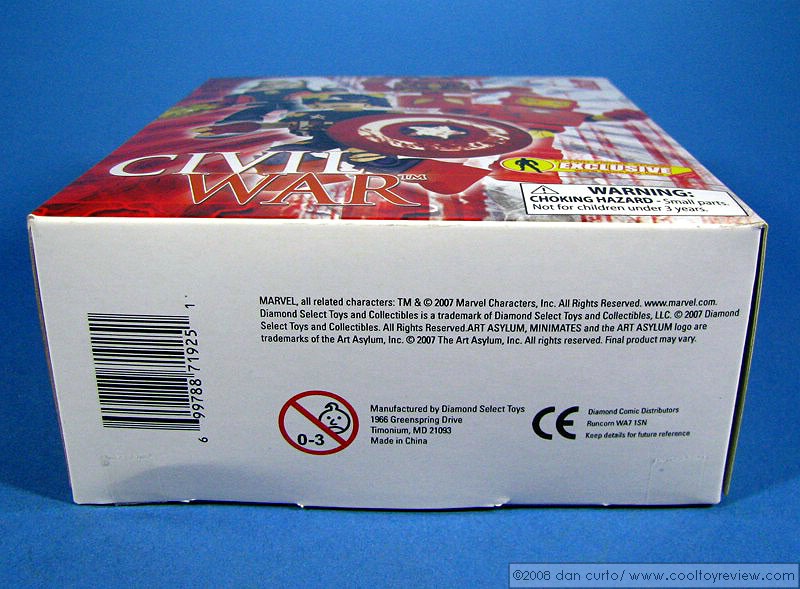 CIVIL
WAR™
EXCLUSIVE
WARNING:
CHOKING HAZARD - Small parts.
Not for children under 3 years.
MARVEL, all related characters: TM & © 2007 Marvel Characters, Inc. All Rights Reserved. www.marvel.com.
Diamond Select Toys and Collectibles is a trademark of Diamond Select Toys and Collectibles, LLC. © 2007 Diamond
Select Toys and Collectibles. All Rights Reserved.ART ASYLUM, MINIMATES and the ART ASYLUM logo are
trademarks of the Art Asylum, Inc. © 2007 The Art Asylum, Inc. All rights reserved. Final product may vary.
6 99788 71925 1
0-3
Manufactured by Diamond Select Toys
1966 Greenspring Drive
Timonium, MD 21093
Made in China
CE
Diamond Comic Distributors
Runcorn WA7 1SN
Keep details for future reference
©2008 dan curto/ www.cooltoyreview.com